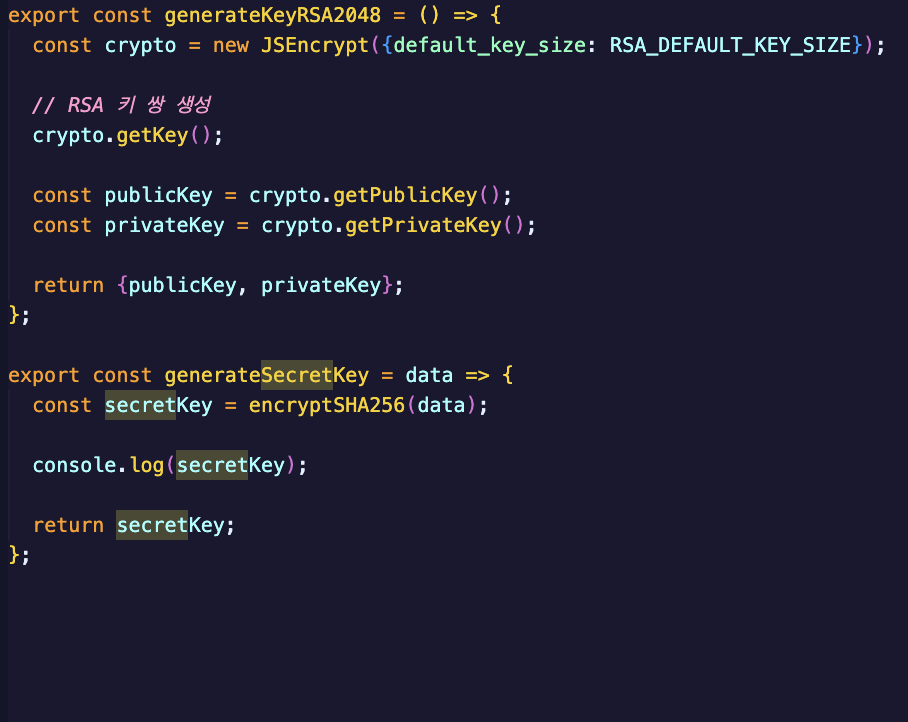 export const generateKeyRSA2048 = () => {
const crypto = new JSEncrypt({default_key_size: RSA_DEFAULT_KEY_SIZE});
// RSA 키 쌍 생성
crypto.getKey();
const publicKey = crypto.getPublicKey();
const privateKey = crypto.getPrivateKey();
return {publicKey, privateKey};
};
export const generateSecretKey = data => {
const secretKey = encryptSHA256(data);
console.log(secretKey);
return secretKey;
};